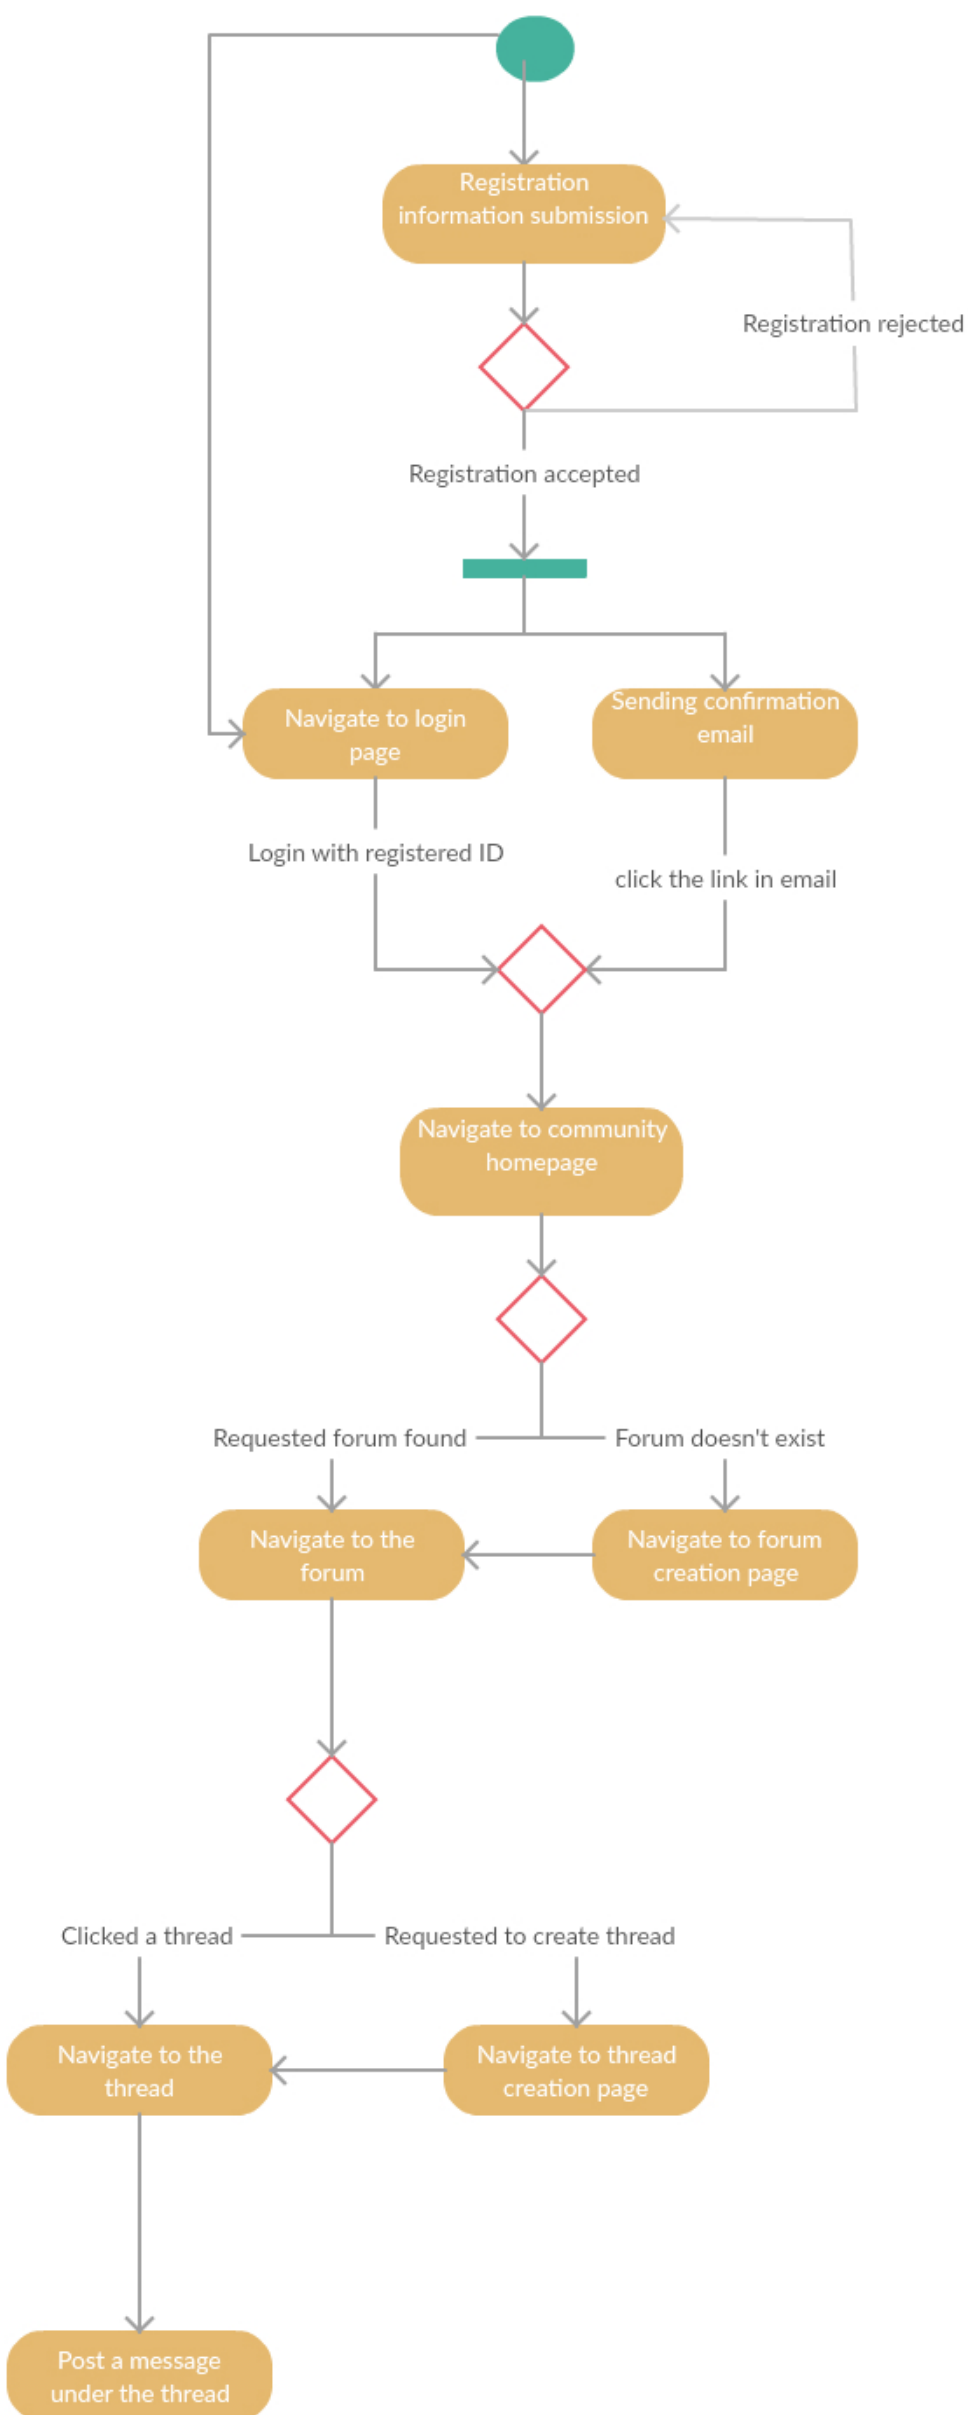 Registration
information submission
Registration rejected
Registration accepted
Navigate to login
page
Sending confirmation
email
Login with registered ID
click the link in email
Navigate to community
homepage
Requested forum found
Forum doesn't exist
Navigate to the
forum
Navigate to forum
creation page
Clicked a thread
Requested to create thread
Navigate to the
thread
Navigate to thread
creation page
Post a message
under the thread